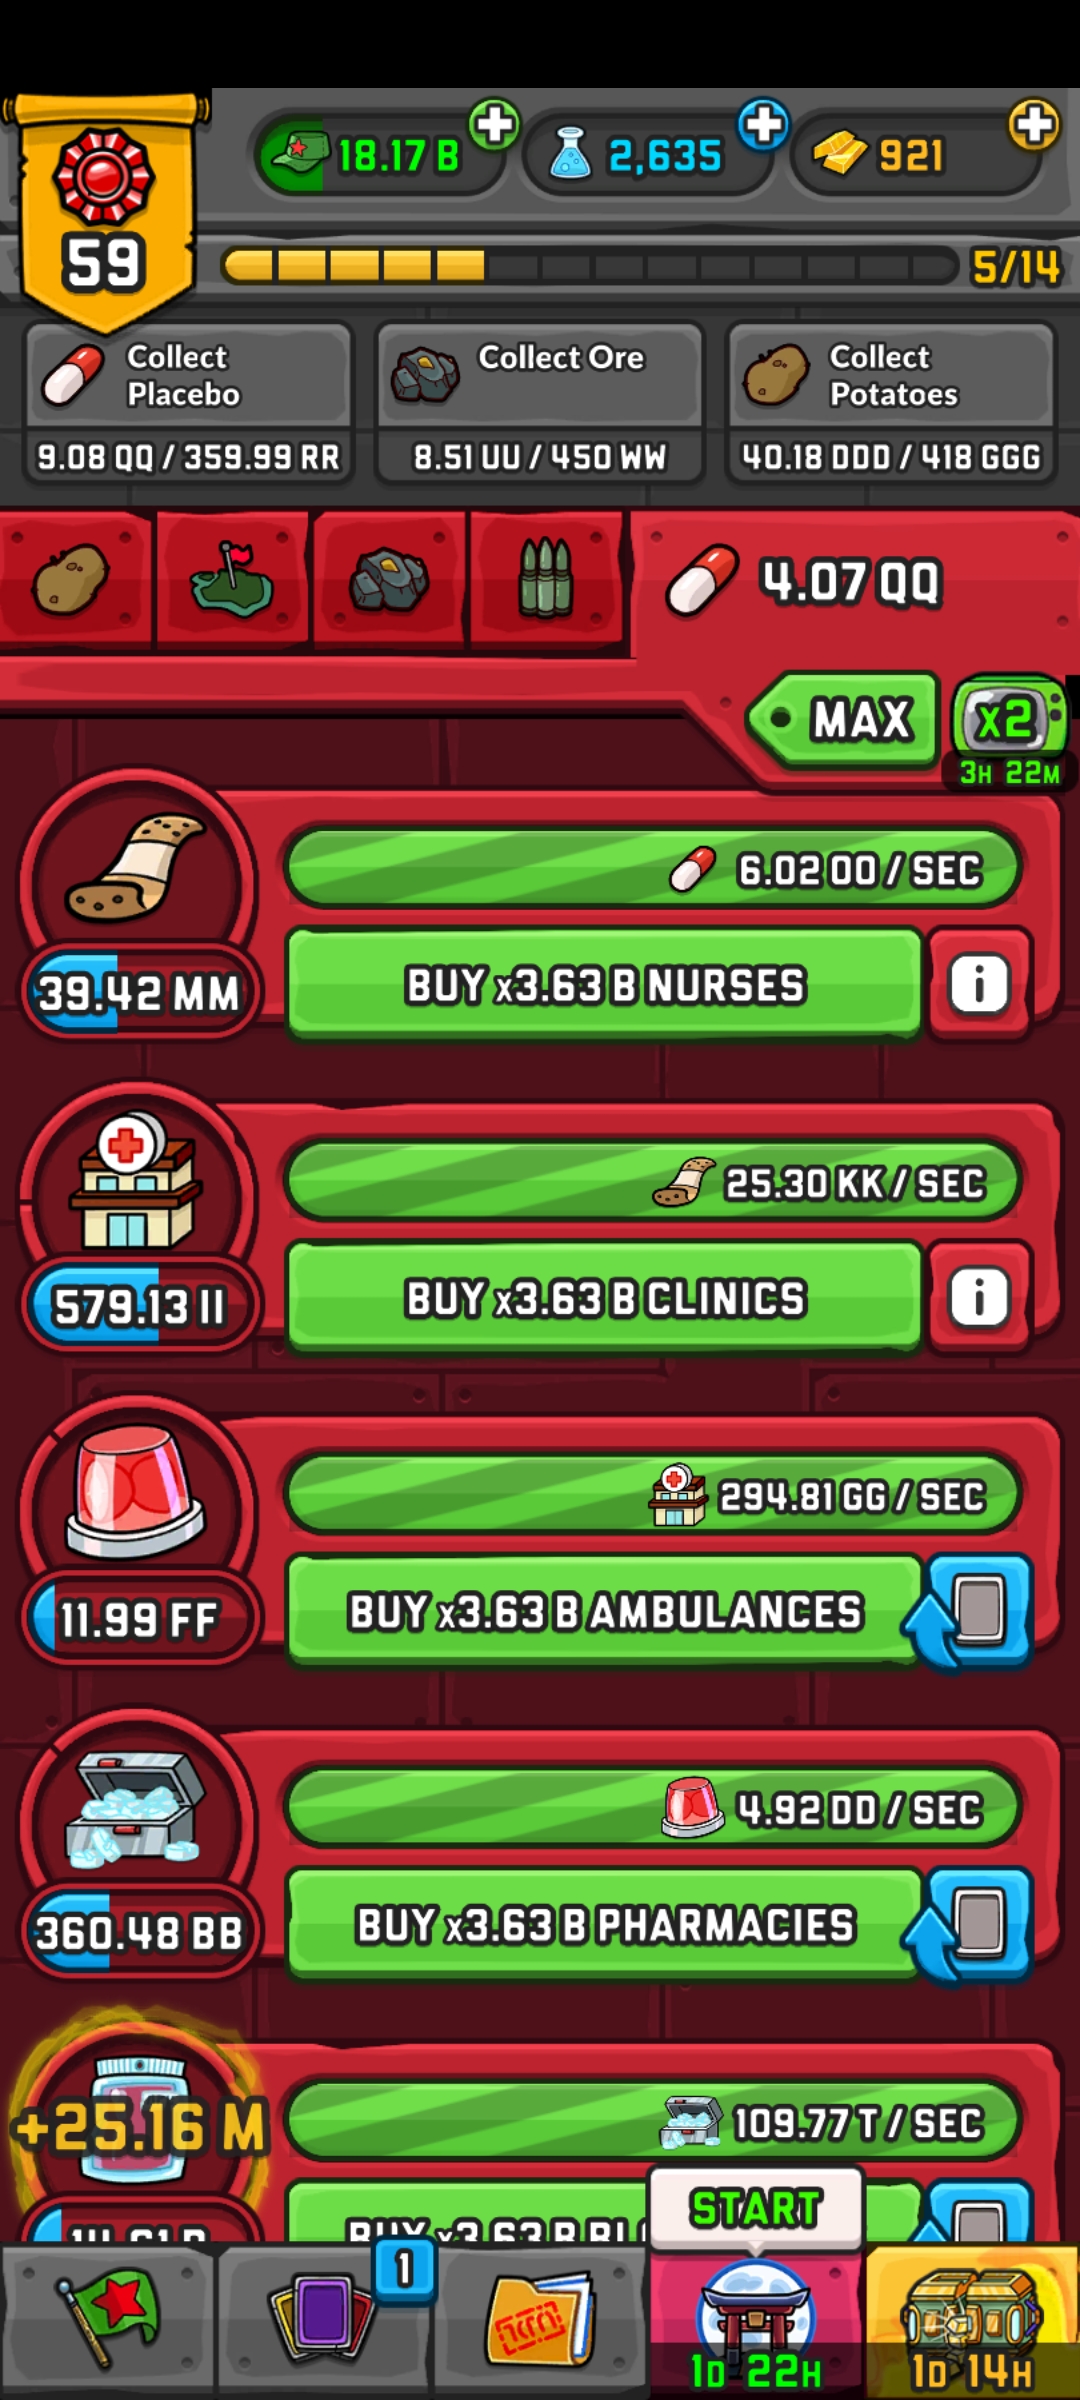 18.17 B
2,635
921
59
5/14
Collect
Placebo
9.08 QQ / 359.99 RR
Collect Ore
8.51 UU / 450 WW
Collect
Potatoes
40.18 DDD / 418 GGG
4.07 QQ
MAX
x2
3H 22M
6.02 OO / SEC
39.42 MM
BUY x3.63 B NURSES
i
25.30 KK / SEC
579.13 II
BUY x3.63 B CLINICS
i
294.81 GG / SEC
11.99 FF
BUY x3.63 B AMBULANCES
4.92 DD / SEC
360.48 BB
BUY x3.63 B PHARMACIES
+25.16 M
109.77 T / SEC
BUY x3.63 B
START
1
1D 22H
1D 14H